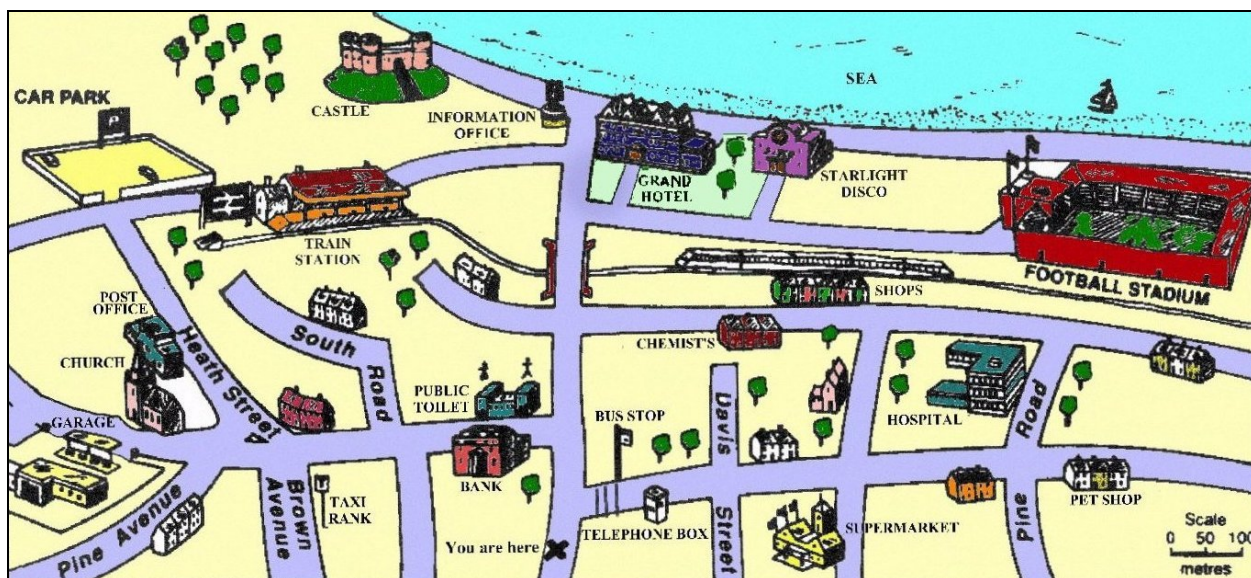 SEA
CASTLE
INFORMATION
OFFICE
CAR PARK
P
GRAND
HOTEL
STARLIGHT
DISCO
TRAIN
STATION
FOOTBALL STADIUM
SHOPS
POST
OFFICE
CHURCH
Heath Street
South
Road
CHEMIST'S
PUBLIC
TOILET
BUS STOP
Davis
Street
HOSPITAL
Pine
Road
GARAGE
BANK
TAXI
RANK
Brown
Avenue
Pine Avenue
TELEPHONE BOX
SUPERMARKET
PET SHOP
You are here
Scale
0 50 100
metres